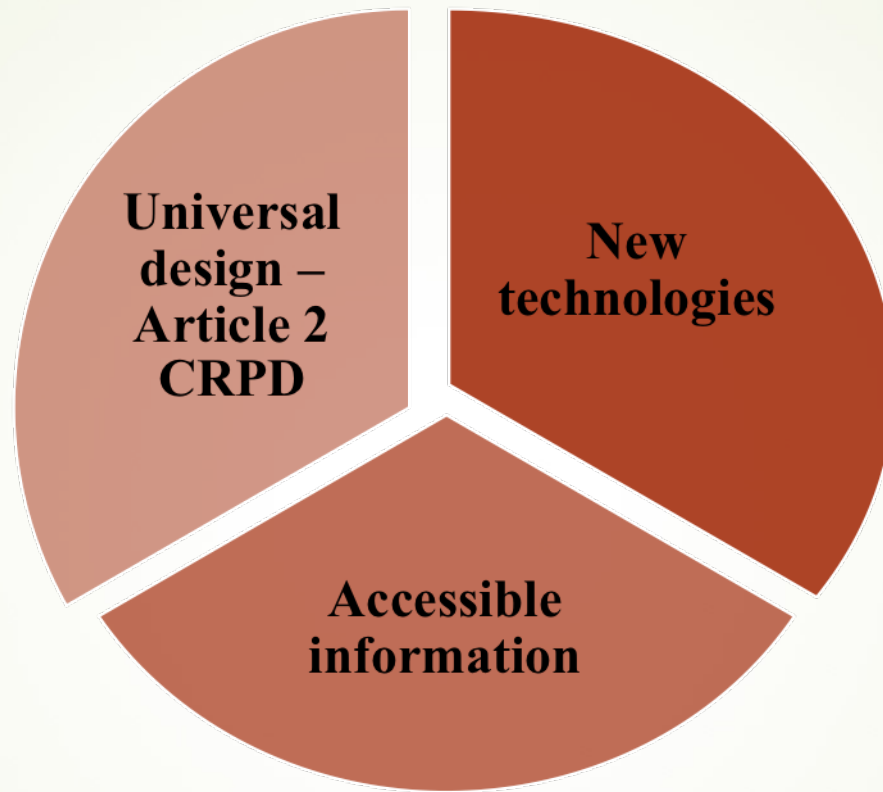 Universal
design –
Article 2
CRPD
New
technologies
Accessible
information